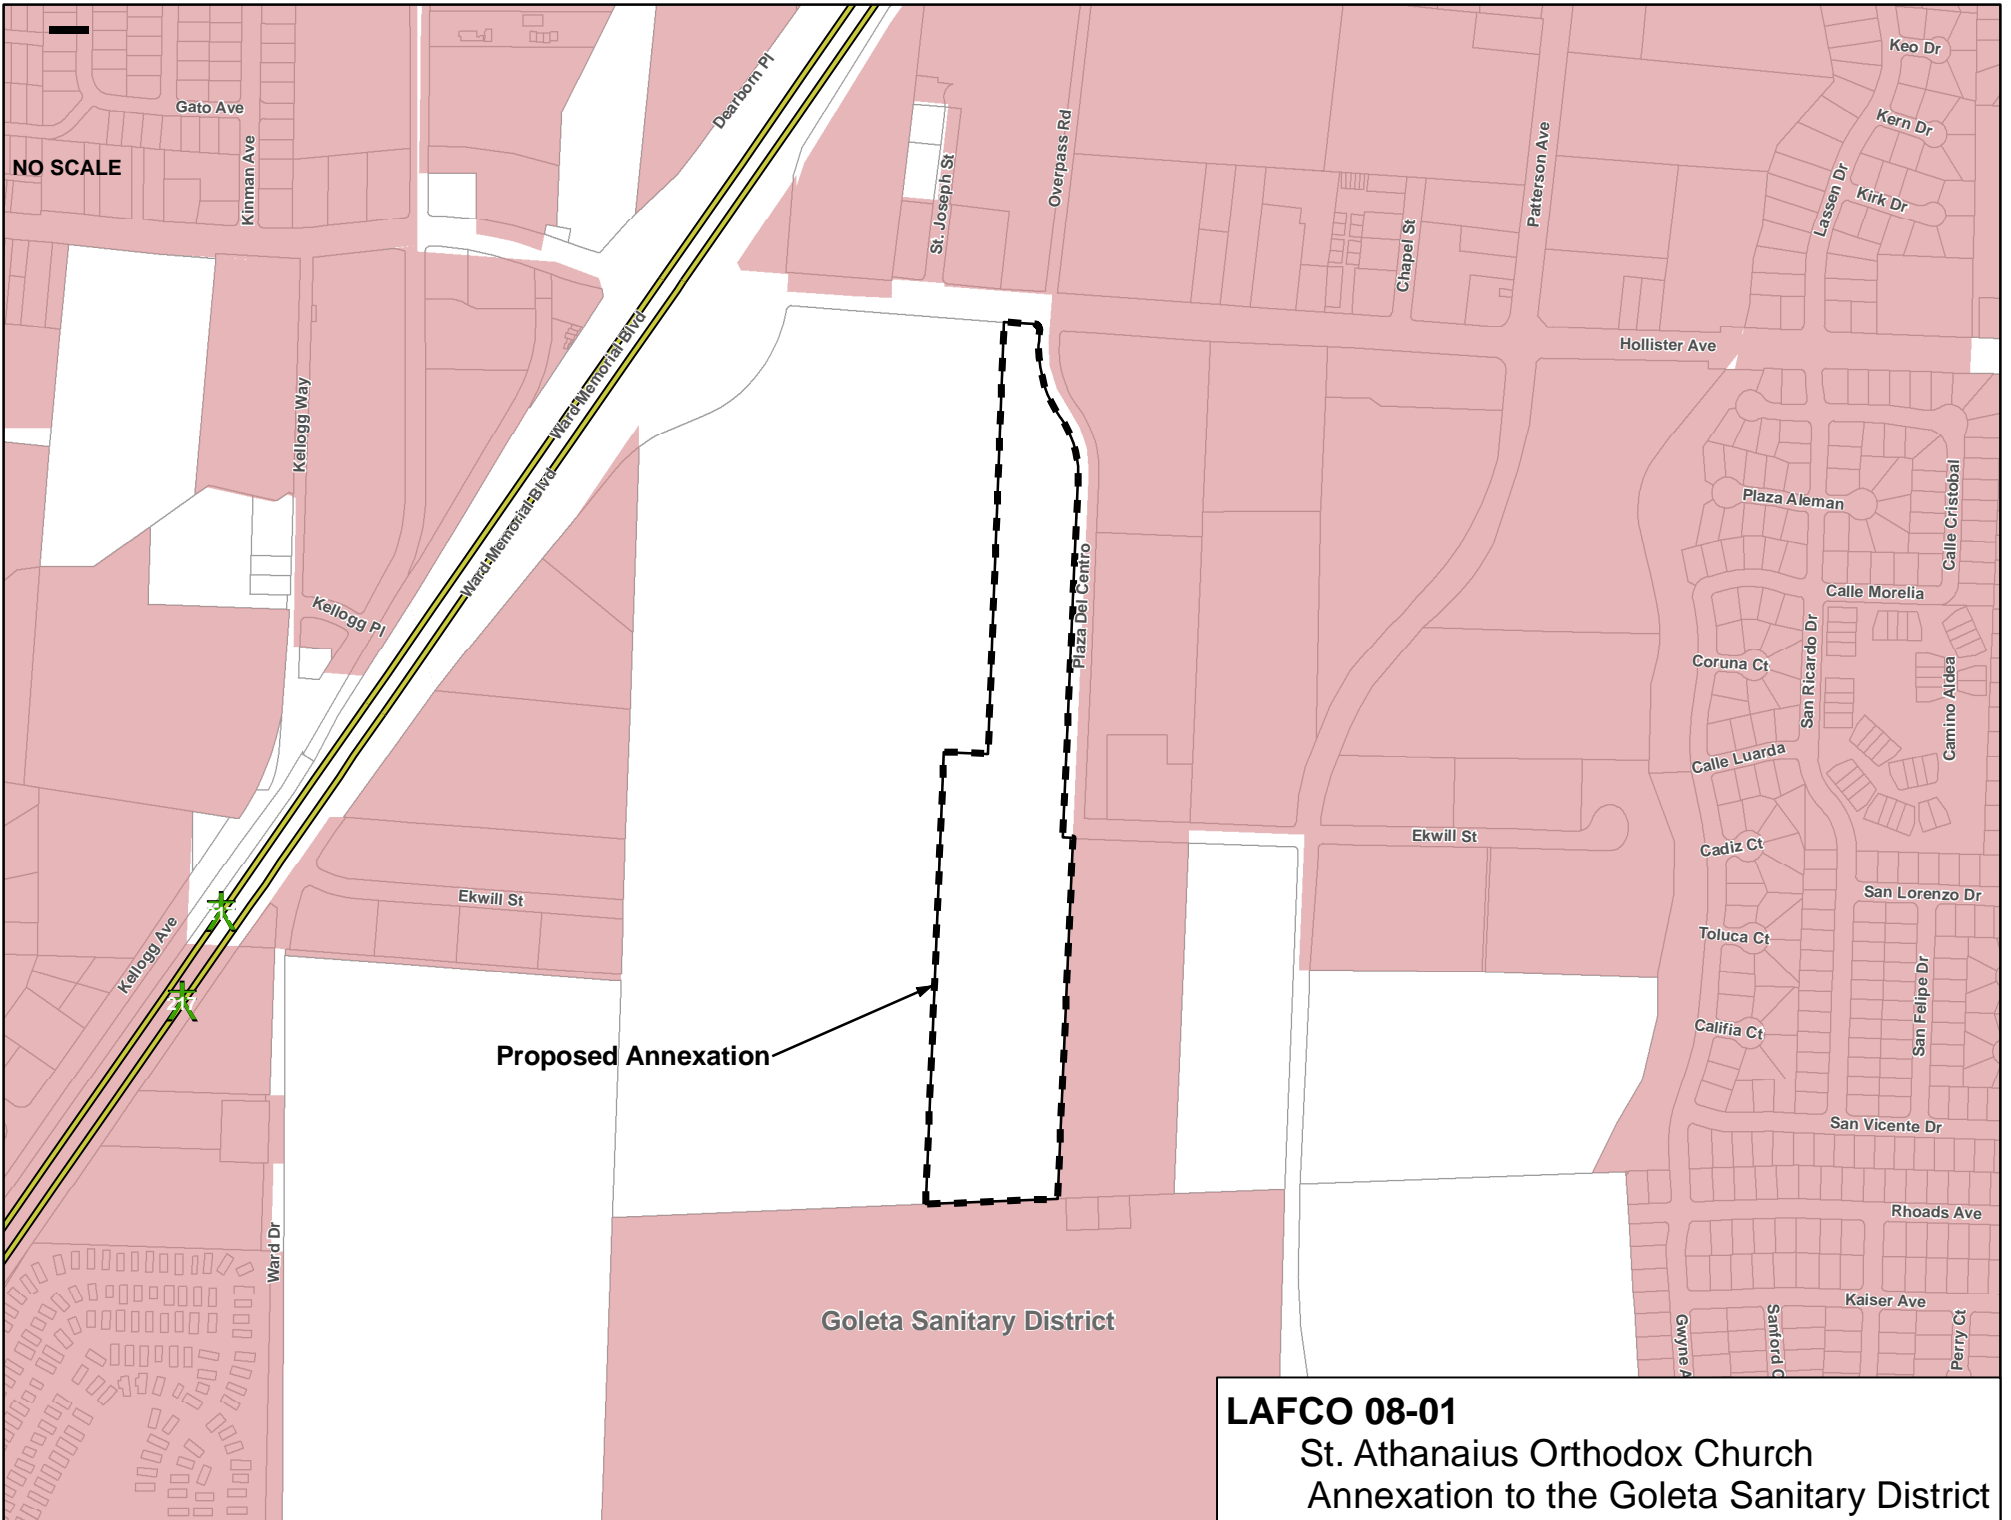 Keo Dr
Dearborn Pl
Gato Ave
Kern Dr
Overpass Rd
Patterson Ave
Kinman Ave
NO SCALE
St. Joseph St
Lassen Dr
Kirk Dr
Chapel St
Hollister Ave
Ward Memorial Blvd
Kellogg Way
Ward Memorial Blvd
Plaza Aleman
Calle Cristobal
Plaza Del Centro
Calle Morelia
Kellogg Pl
Coruna Ct
San Ricardo Dr
Camino Aldea
Calle Luarda
Ekwill St
Cadiz Ct
Ekwill St
San Lorenzo Dr
Kellogg Ave
Toluca Ct
217
San Felipe Dr
Califia Ct
Proposed Annexation
San Vicente Dr
Rhoads Ave
Ward Dr
Kaiser Ave
Goleta Sanitary District
Gwyne A
Sanford C
Perry Ct
LAFCO 08-01
St. Athanaius Orthodox Church
Annexation to the Goleta Sanitary District